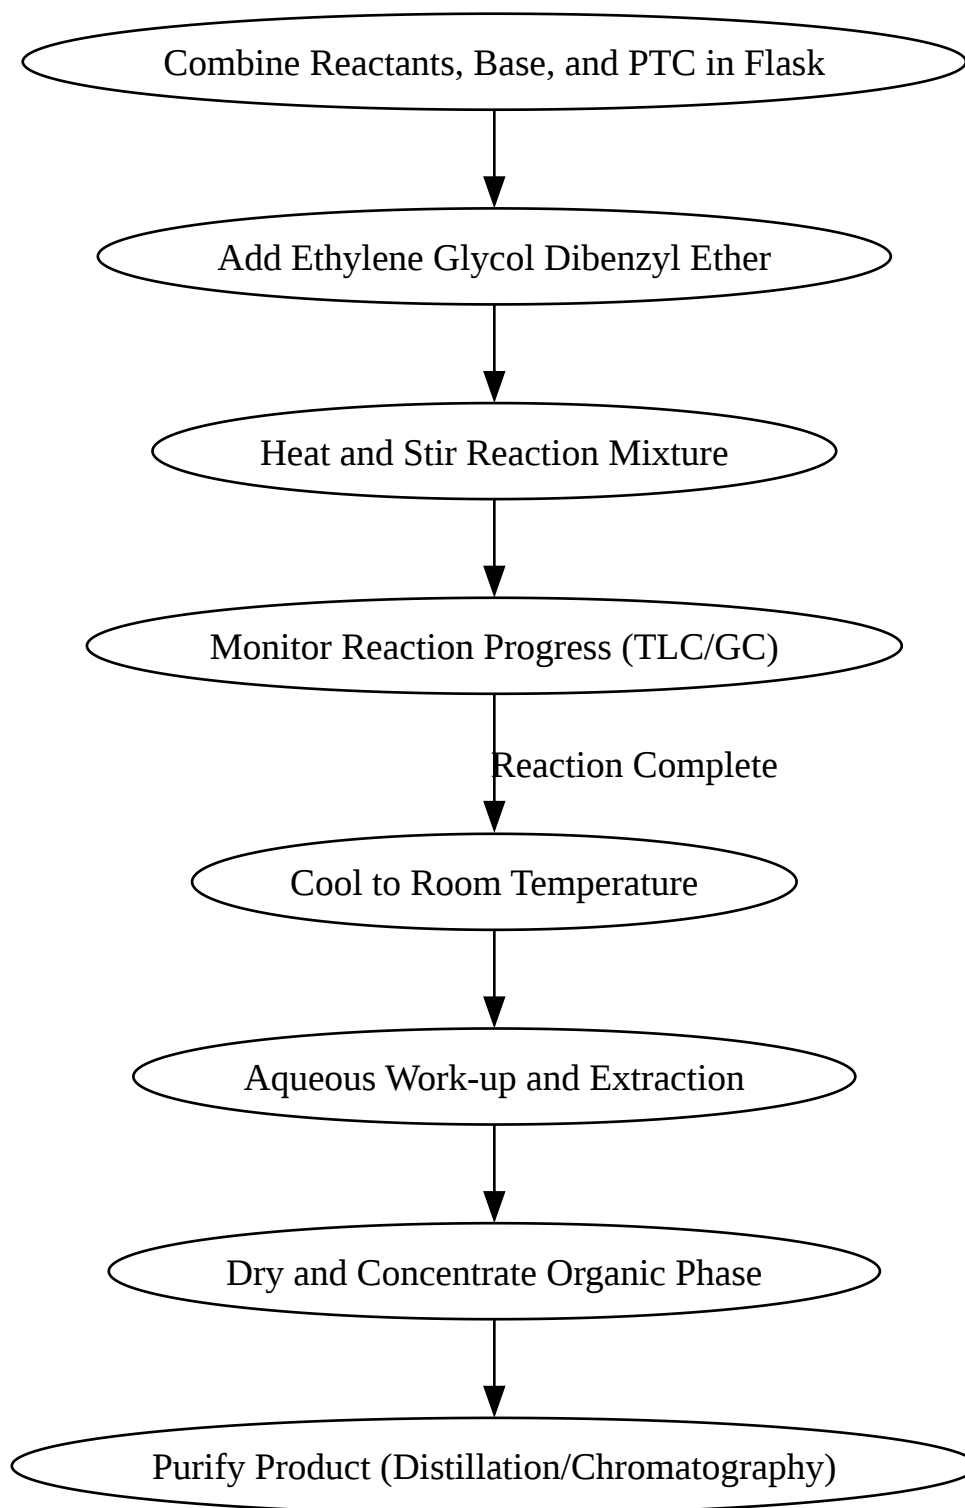 Combine Reactants, Base, and PTC in Flask
Add Ethylene Glycol Dibenzyl Ether
Heat and Stir Reaction Mixture
Monitor Reaction Progress (TLC/GC)
Reaction Complete
Cool to Room Temperature
Aqueous Work-up and Extraction
Dry and Concentrate Organic Phase
Purify Product (Distillation/Chromatography)